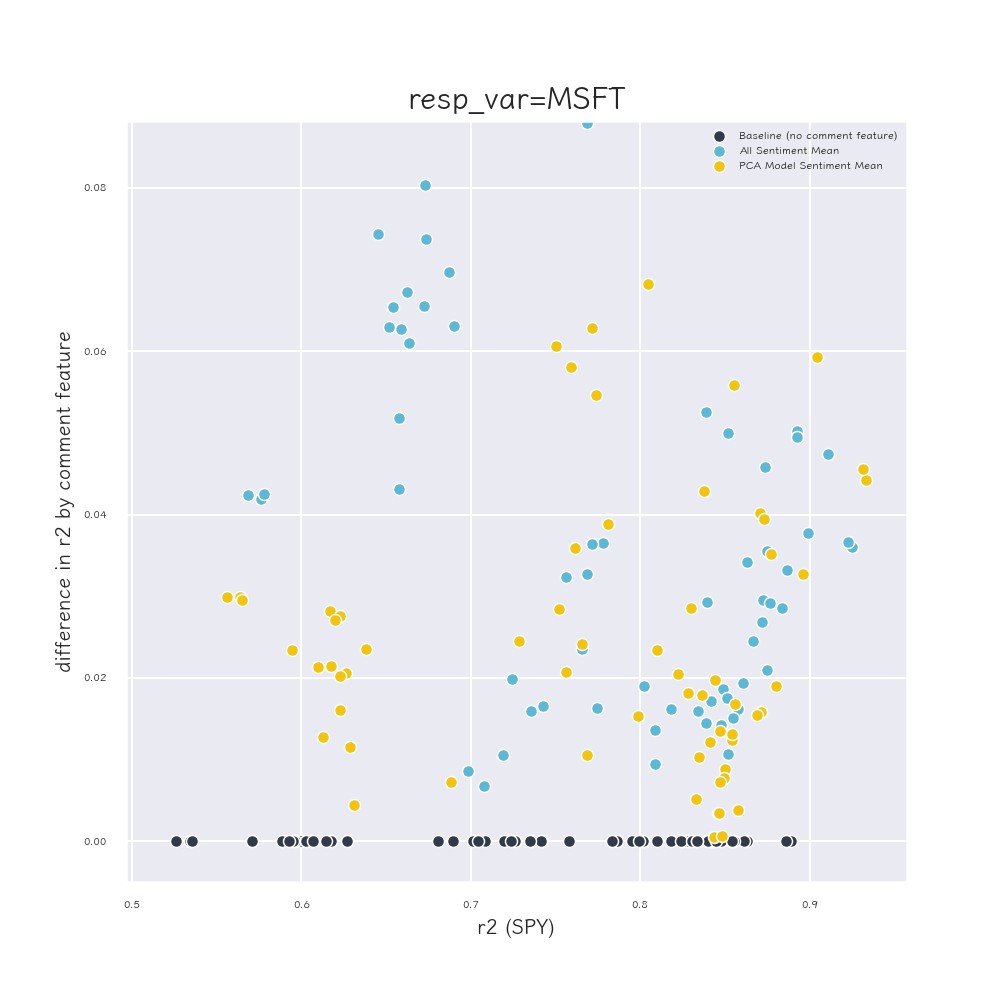 resp_var=MSFT
Baseline (no comment feature)
All Sentiment Mean
PCA Model Sentiment Mean
difference in r2 by comment feature
0.08
0.06
0.04
0.02
0.00
0.5 0.6 0.7 0.8 0.9
r2 (SPY)